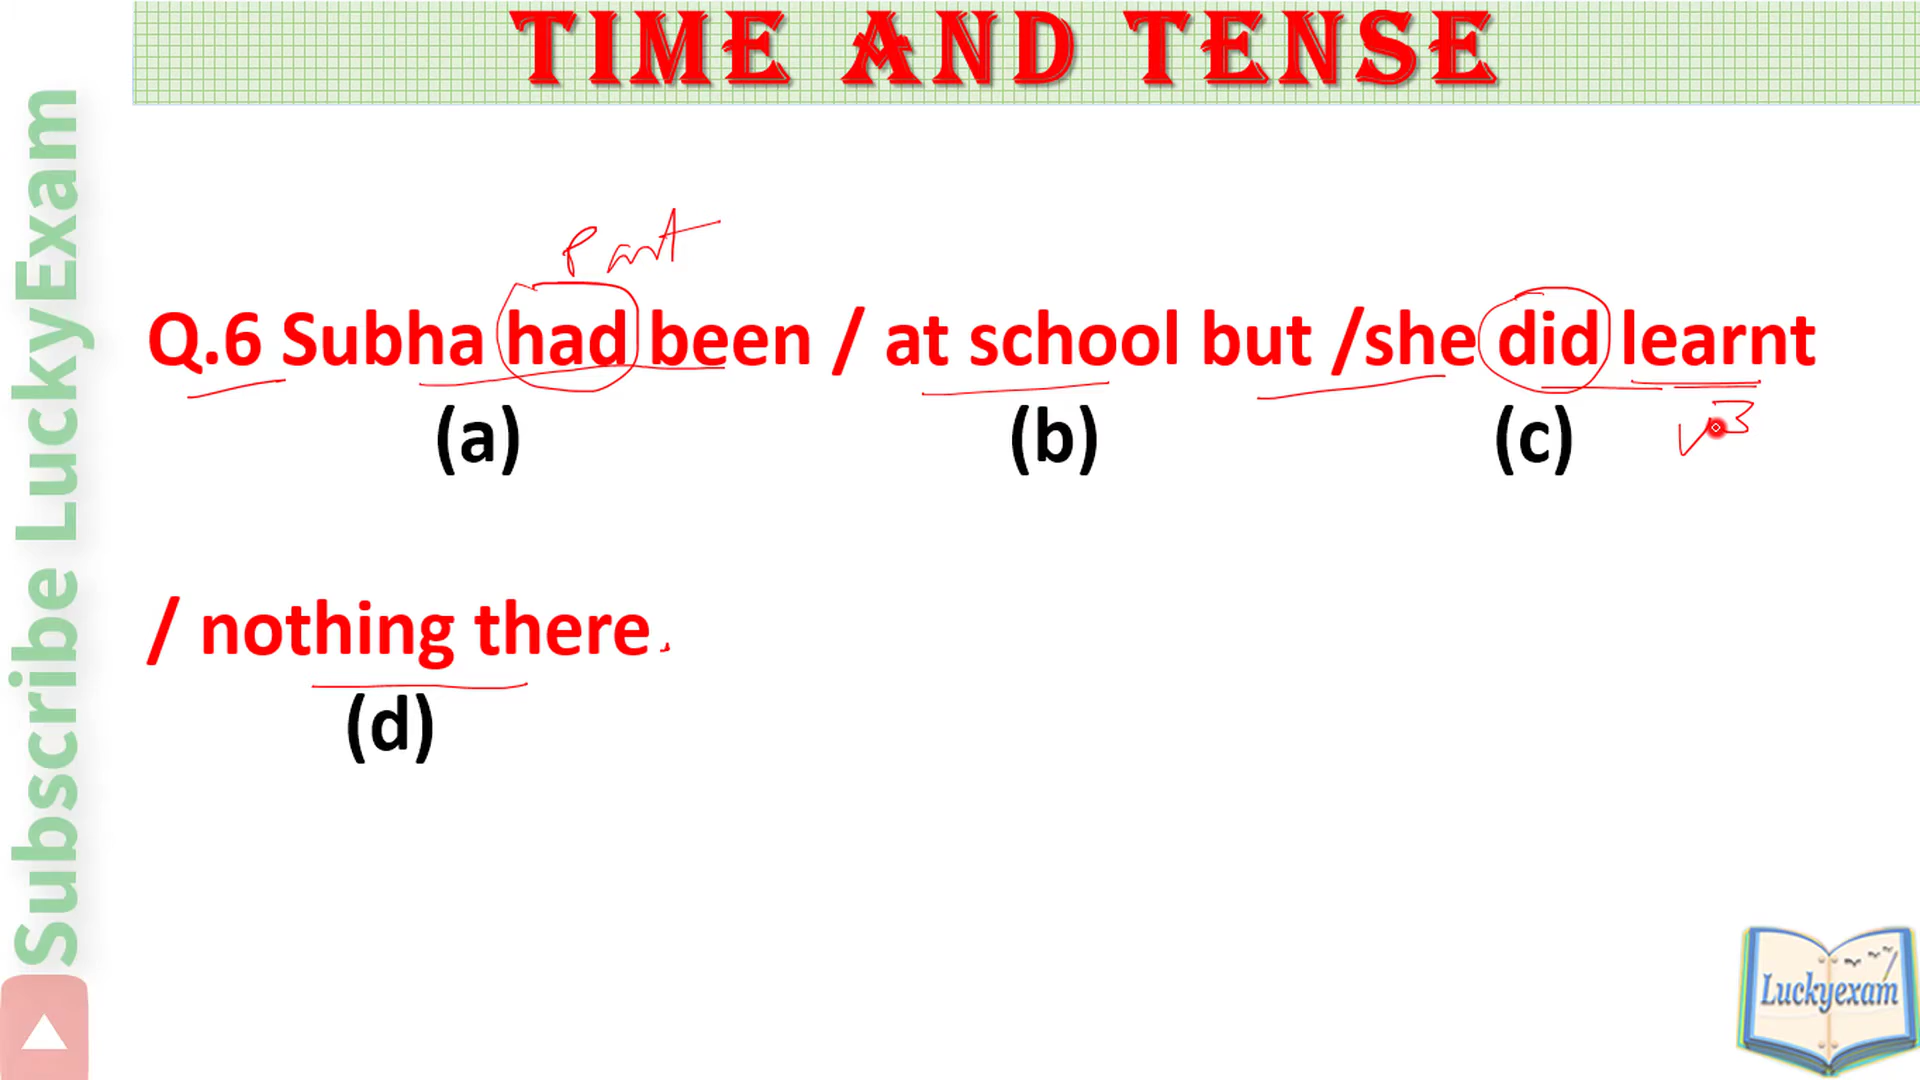 TIME AND TENSE
Past
Q.6 Subha had been / at school but /she did learnt
(a) (b) (c)
V3
/ nothing there.
(d)
Subscribe LuckyExam
Luckyexam